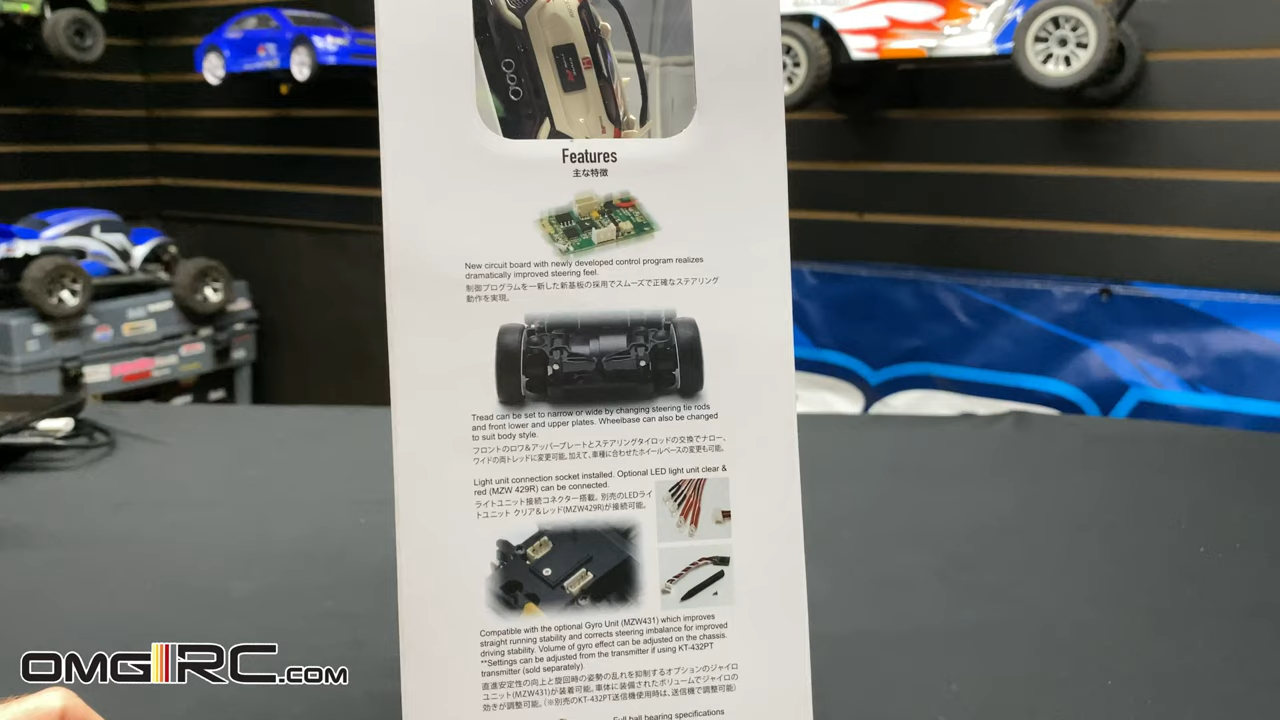 Features
主な特徴
New circuit board with newly developed control program realizes
dramatically improved steering feel.
制御プログラムを一新した新基板の採用でスムーズで正確なステアリング
動作を実現。
Tread can be set to narrow or wide by changing steering tie rods
and front lower and upper plates. Wheelbase can also be changed
to suit body style.
フロントのロワ&アッパープレートとステアリングタイロッドの交換でナロー、
ワイドの両トレッドに変更可能。加えて、車種に合わせたホイールベースの変更も可能。
Light unit connection socket installed. Optional LED light unit clear &
red (MZW 429R) can be connected.
ライトユニット接続コネクター搭載。別売のLEDライ
トユニット クリア&レッド(MZW429R)が接続可能。
Compatible with the optional Gyro Unit (MZW431) which improves
straight running stability and corrects steering imbalance for improved
driving stability. Volume of gyro effect can be adjusted on the chassis.
**Settings can be adjusted from the transmitter if using KT-432PT
transmitter (sold separately)
直進安定性の向上と旋回時の姿勢の乱れを抑制するオプションのジャイロ
ユニット(MZW431)が装着可能。車体に装備されたボリュームでジャイロの
効きが調整可能。(※別売のKT-432PT送信機使用時は、送信機で調整可能)
Full ball bearing specifications
OMGRC.COM